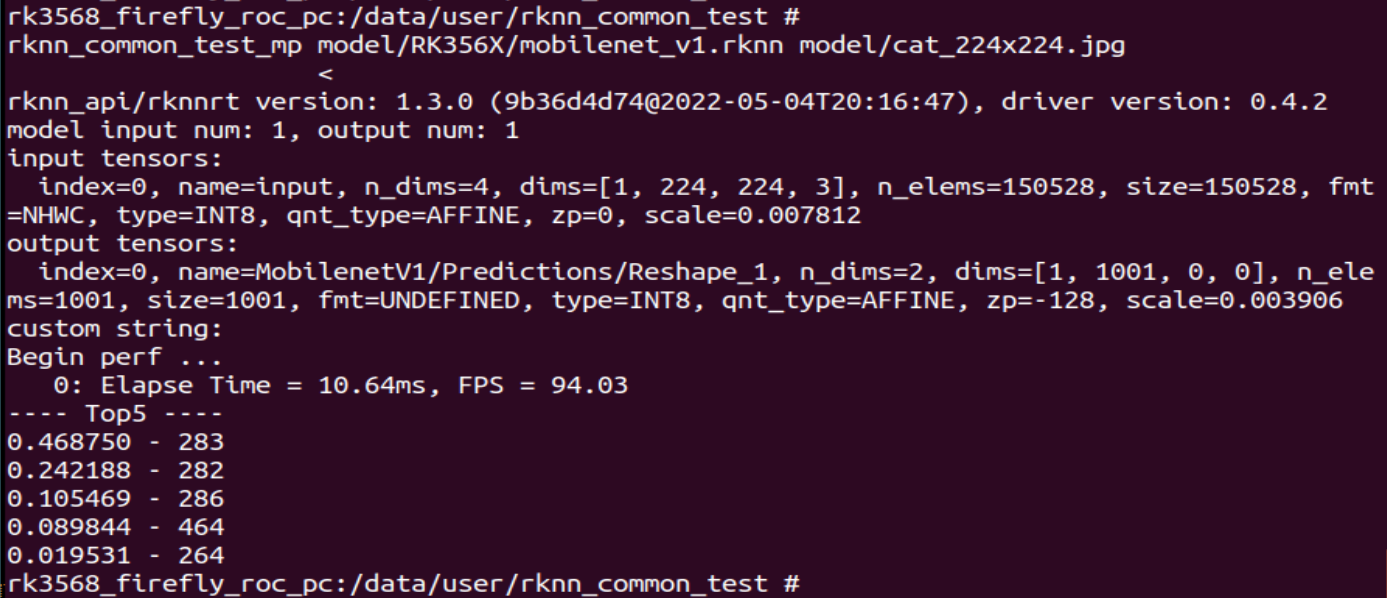 rk3568_firefly_roc_pc:/data/user/rknn_common_test #
rknn_common_test_mp model/RK356X/mobilenet_v1.rknn model/cat_224x224.jpg
<
rknn_api/rknnrt version: 1.3.0 (9b36d4d74@2022-05-04T20:16:47), driver version: 0.4.2
model input num: 1, output num: 1
input tensors:
  index=0, name=input, n_dims=4, dims=[1, 224, 224, 3], n_elems=150528, size=150528, fmt
=NHWC, type=INT8, qnt_type=AFFINE, zp=0, scale=0.007812
output tensors:
  index=0, name=MobilenetV1/Predictions/Reshape_1, n_dims=2, dims=[1, 1001, 0, 0], n_ele
ms=1001, size=1001, fmt=UNDEFINED, type=INT8, qnt_type=AFFINE, zp=-128, scale=0.003906
custom string:
Begin perf ...
   0: Elapse Time = 10.64ms, FPS = 94.03
---- Top5 ----
0.468750 - 283
0.242188 - 282
0.105469 - 286
0.089844 - 464
0.019531 - 264
rk3568_firefly_roc_pc:/data/user/rknn_common_test #